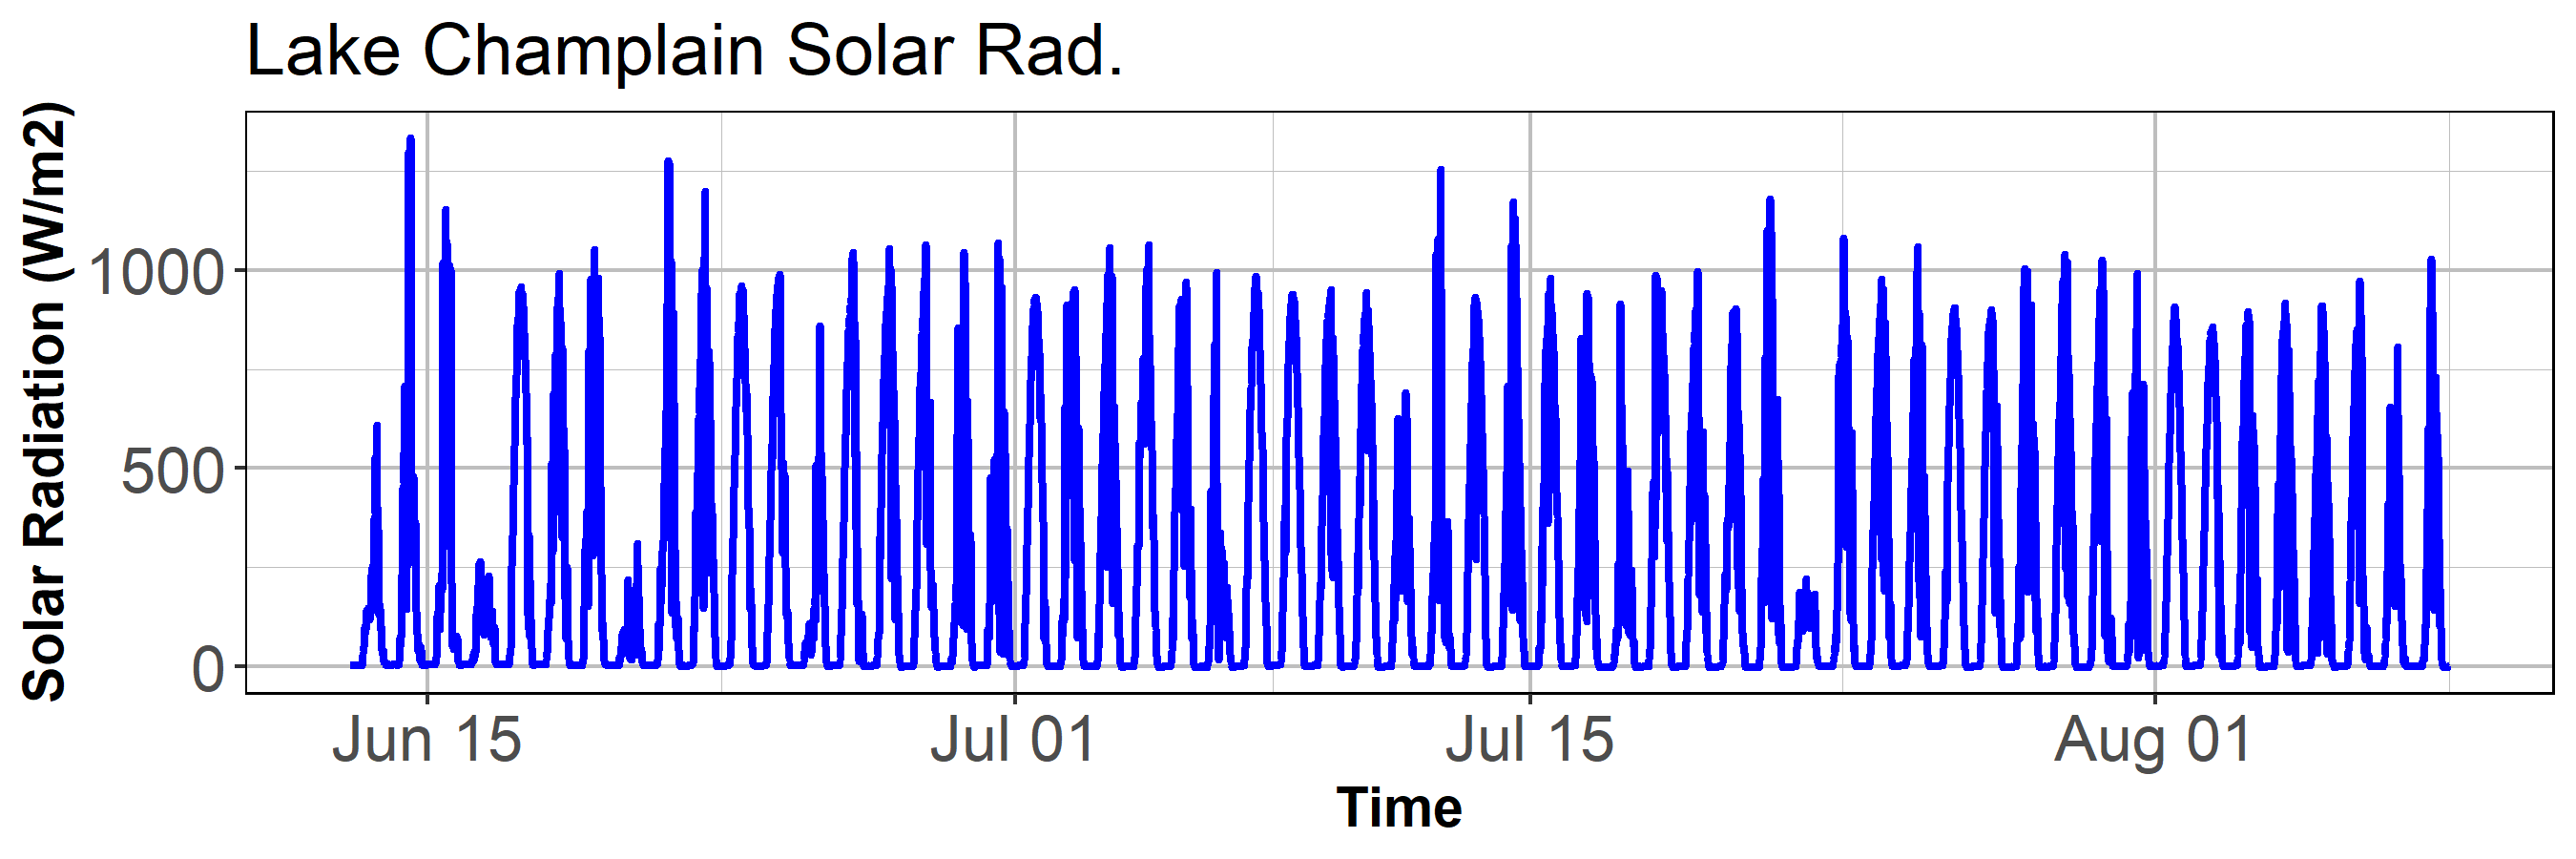 Lake Champlain Solar Rad.
Solar Radiation (W/m2)
1000
500
0
Jun 15 Jul 01 Jul 15 Aug 01
Time